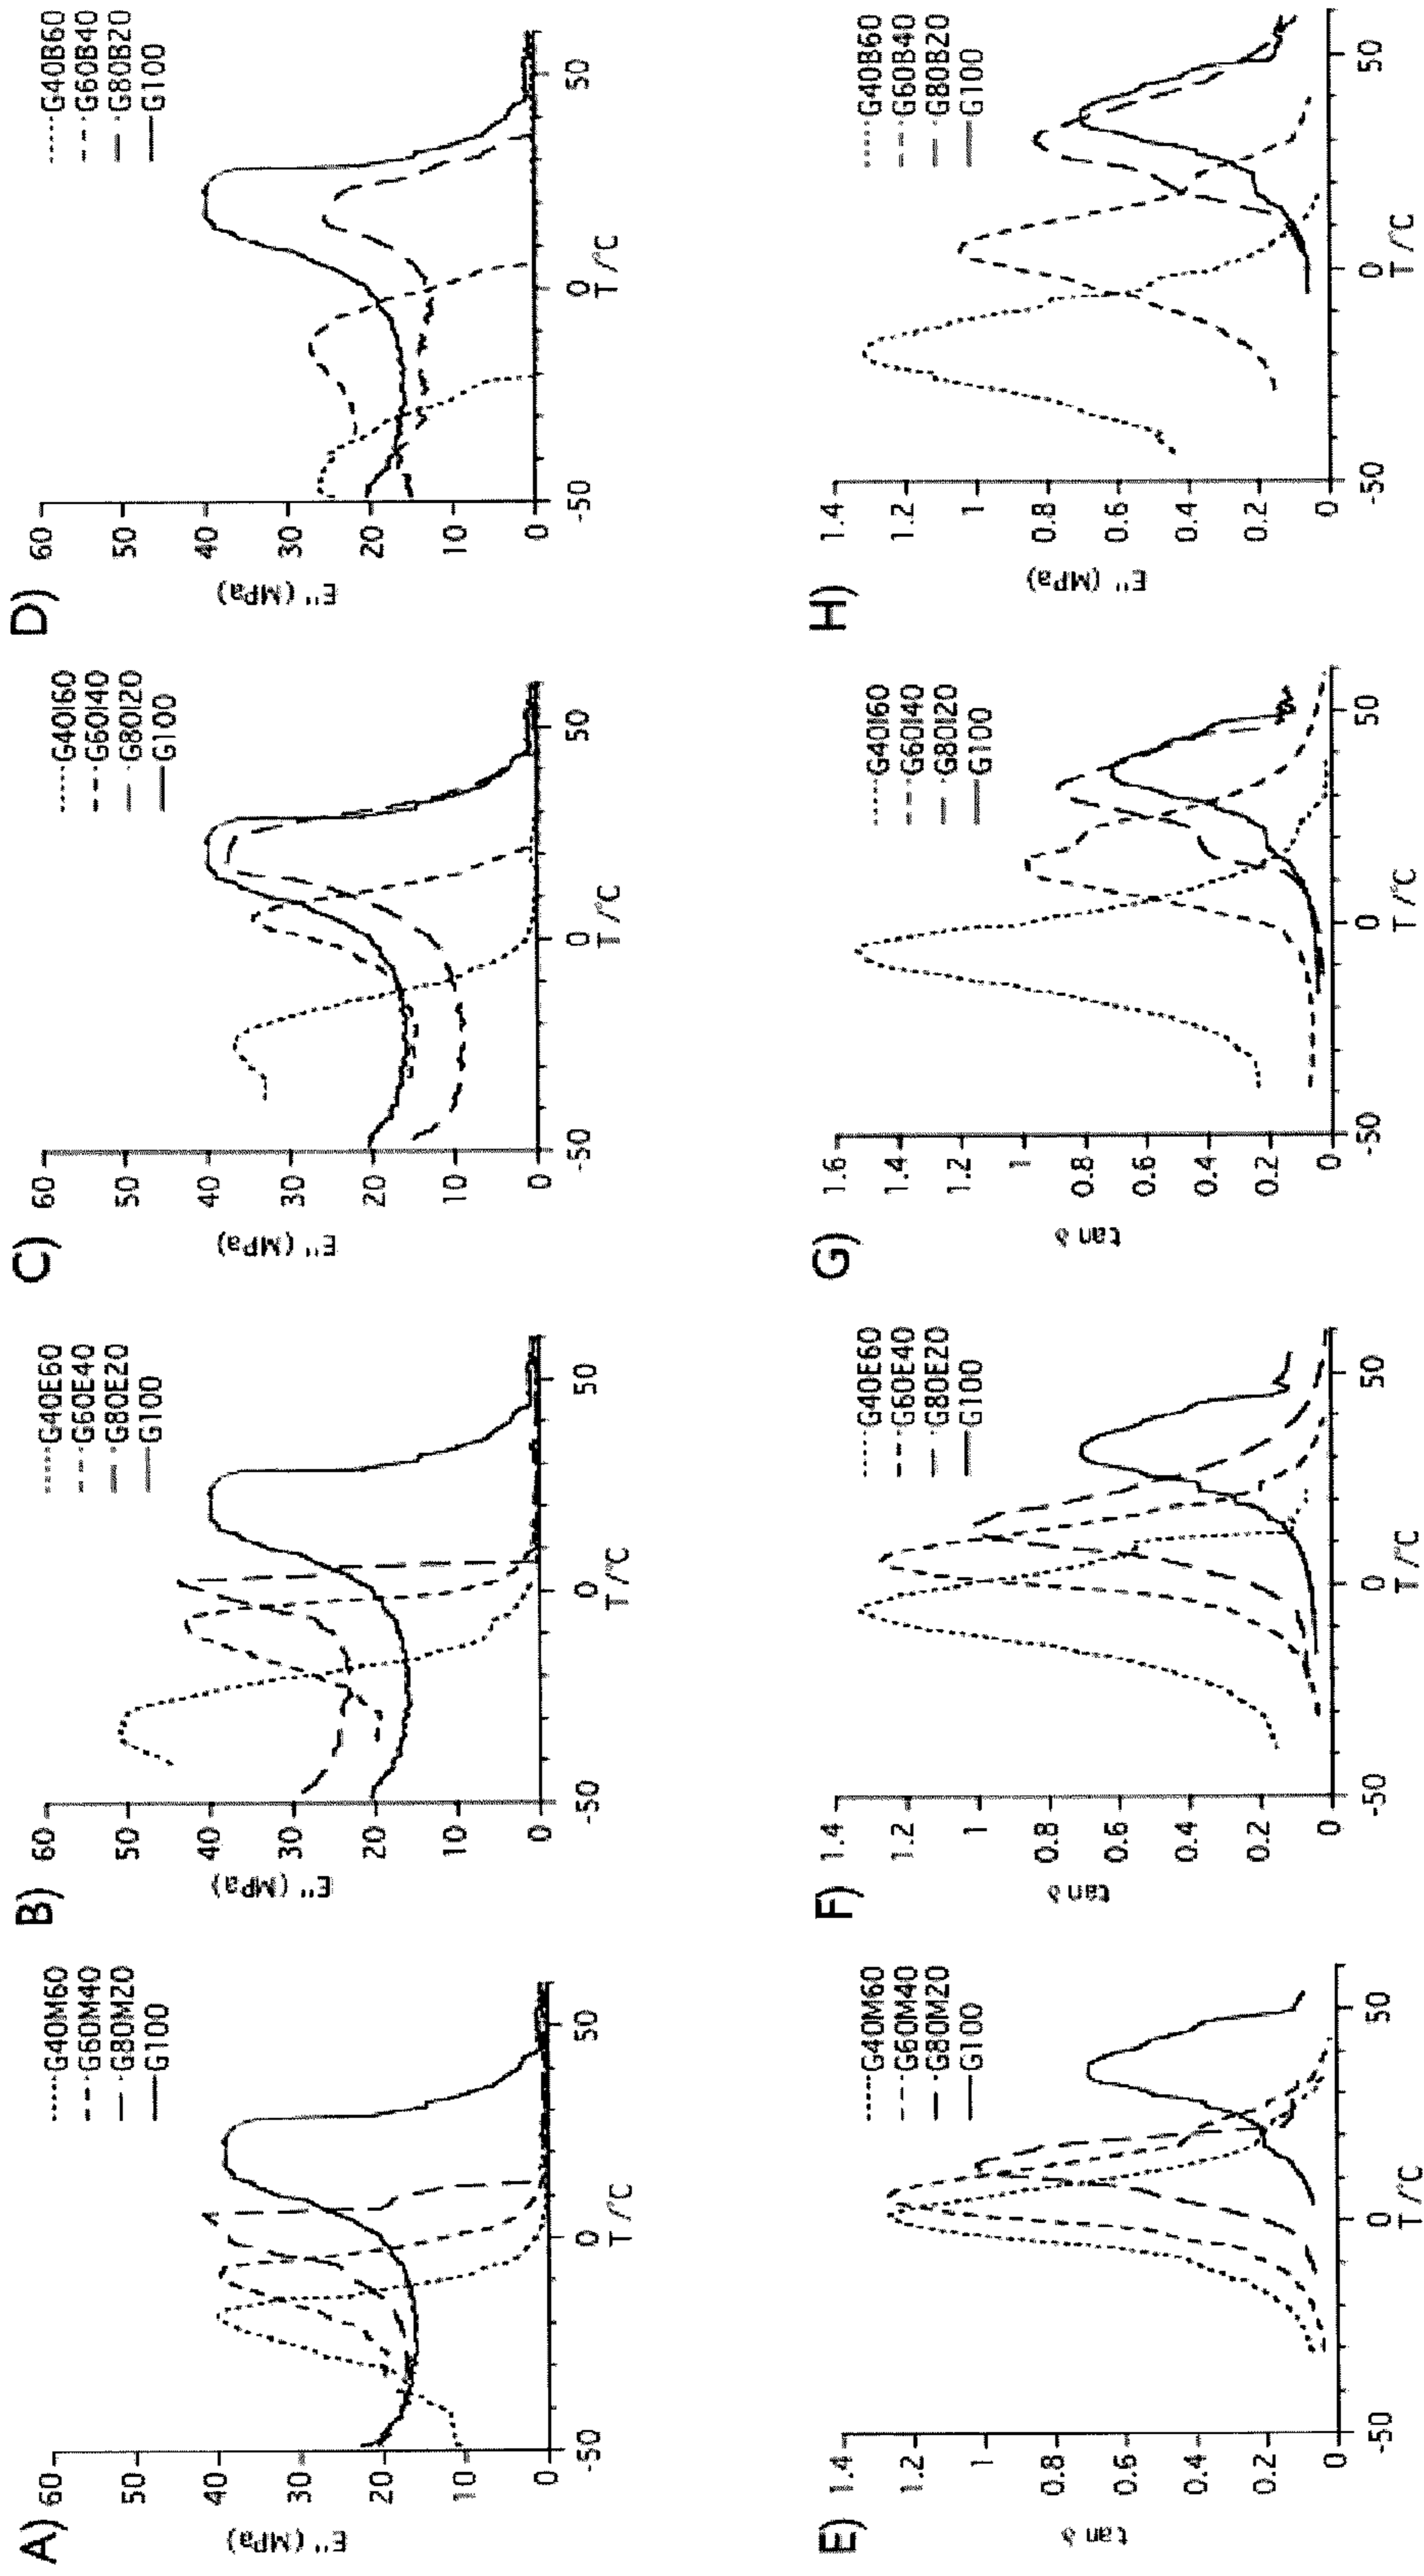 A)
60
50
40
30
20
10
0
E'' (MPa)
-50
0
50
T /°C
G40M60
G60M40
G80M20
G100
B)
60
50
40
30
20
10
0
E'' (MPa)
-50
0
50
T /°C
G40E60
G60E40
G80E20
G100
C)
60
50
40
30
20
10
0
E'' (MPa)
-50
0
50
T /°C
G40I60
G60I40
G80I20
G100
D)
60
50
40
30
20
10
0
E'' (MPa)
-50
0
50
T /°C
G40B60
G60B40
G80B20
G100
E)
1.4
1.2
1
0.8
0.6
0.4
0.2
0
tan δ
-50
0
50
T /°C
G40M60
G60M40
G80M20
G100
F)
1.4
1.2
1
0.8
0.6
0.4
0.2
0
tan δ
-50
0
50
T /°C
G40E60
G60E40
G80E20
G100
G)
1.6
1.4
1.2
1
0.8
0.6
0.4
0.2
0
tan δ
-50
0
50
T /°C
G40I60
G60I40
G80I20
G100
H)
1.4
1.2
1
0.8
0.6
0.4
0.2
0
E'' (MPa)
-50
0
50
T /°C
G40B60
G60B40
G80B20
G100